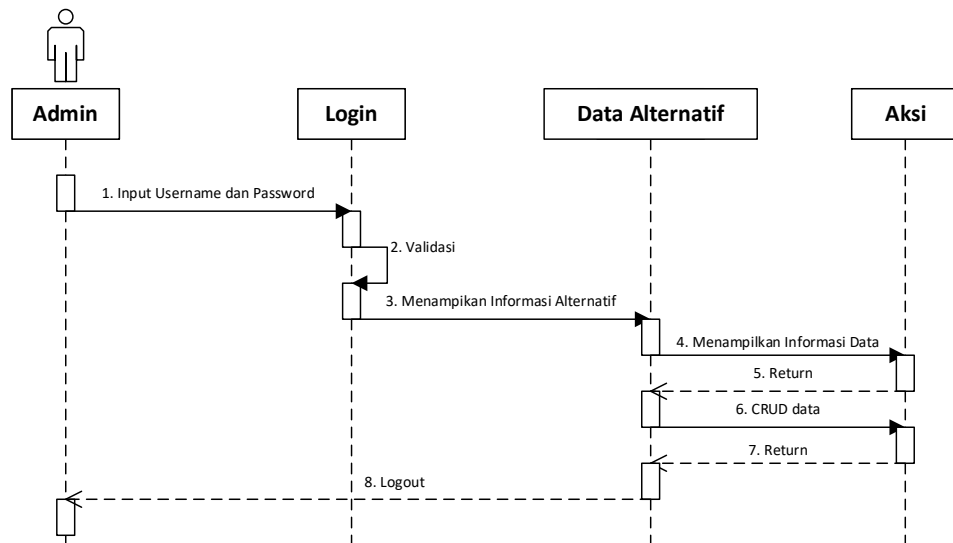 Admin
Login
Data Alternatif
Aksi
1. Input Username dan Password
2. Validasi
3. Menampikan Informasi Alternatif
4. Menampilkan Informasi Data
5. Return
6. CRUD data
7. Return
8. Logout